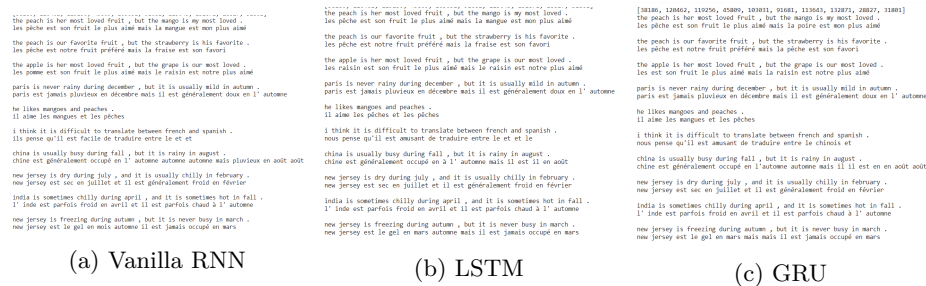 the peach is her most loved fruit , but the mango is my most loved .
les pêche est son fruit le plus aimé mais la mangue est mon plus aimé
the peach is our favorite fruit , but the strawberry is his favorite .
les pêche est notre fruit préféré mais la fraise est son favori
the apple is her most loved fruit , but the grape is our most loved .
les pomme est son fruit le plus aimé mais le raisin est notre plus aimé
paris is never rainy during december , but it is usually mild in autumn .
paris est jamais pluvieux en décembre mais il est généralement doux en l' automne
he likes mangoes and peaches .
il aime les mangues et les pêches
i think it is difficult to translate between french and spanish .
ils pense qu'il est facile de traduire entre le et et
china is usually busy during fall , but it is rainy in august .
chine est généralement occupé en l' automne automne mais pluvieux en août août
new jersey is dry during july , and it is usually chilly in february .
new jersey est sec en juillet et il est généralement froid en février
india is sometimes chilly during april , and it is sometimes hot in fall .
l' inde est parfois froid en avril et il est parfois chaud à l' automne
new jersey is freezing during autumn , but it is never busy in march .
new jersey est le gel en mois automne mais il est jamais occupé en mars
(a) Vanilla RNN
the peach is her most loved fruit , but the mango is my most loved .
les pêche est son fruit le plus aimé mais la mangue est mon plus aimé
the peach is our favorite fruit , but the strawberry is his favorite .
les pêche est notre fruit préféré mais la fraise est son favori
the apple is her most loved fruit , but the grape is our most loved .
les raisin est son fruit le plus aimé mais le raisin est notre plus aimé
paris is never rainy during december , but it is usually mild in autumn .
paris est jamais pluvieux en décembre mais il est généralement doux en l' automne
he likes mangoes and peaches .
il aime les pêches et les pêches
i think it is difficult to translate between french and spanish .
nous pense qu'il est amusant de traduire entre le et le
china is usually busy during fall , but it is rainy in august .
chine est généralement occupé en à l' automne mais il est il en août
new jersey is dry during july , and it is usually chilly in february .
new jersey est sec en juillet et il est généralement froid en février
india is sometimes chilly during april , and it is sometimes hot in fall .
l' inde est parfois froid en avril et il est parfois chaud à l' automne
new jersey is freezing during autumn , but it is never busy in march .
new jersey est le gel en mars automne mais il est jamais occupé en mars
(b) LSTM
[38186, 128462, 119256, 45809, 103031, 91681, 113643, 132871, 28827, 31801]
the peach is her most loved fruit , but the mango is my most loved .
les pêche est son fruit le plus aimé mais la poire est mon plus aimé
the peach is our favorite fruit , but the strawberry is his favorite .
les pêche est notre fruit préféré mais la fraise est son favori
the apple is her most loved fruit , but the grape is our most loved .
les est son fruit le plus aimé mais la raisin est notre plus aimé
paris is never rainy during december , but it is usually mild in autumn .
paris est jamais pluvieux en décembre mais il est généralement doux en l' automne
he likes mangoes and peaches .
il aime les mangues et les pêches
i think it is difficult to translate between french and spanish .
nous pense qu'il est amusant de traduire entre le chinois et
china is usually busy during fall , but it is rainy in august .
chine est généralement occupé en l'automne automne mais il il est en en août août
new jersey is dry during july , and it is usually chilly in february .
new jersey est sec en juillet et il est généralement froid en février
india is sometimes chilly during april , and it is sometimes hot in fall .
l' inde est parfois froid en avril et il est parfois chaud à l' automne
new jersey is freezing during autumn , but it is never busy in march .
new jersey est le gel en mars mais mais il est jamais occupé en mars
(c) GRU